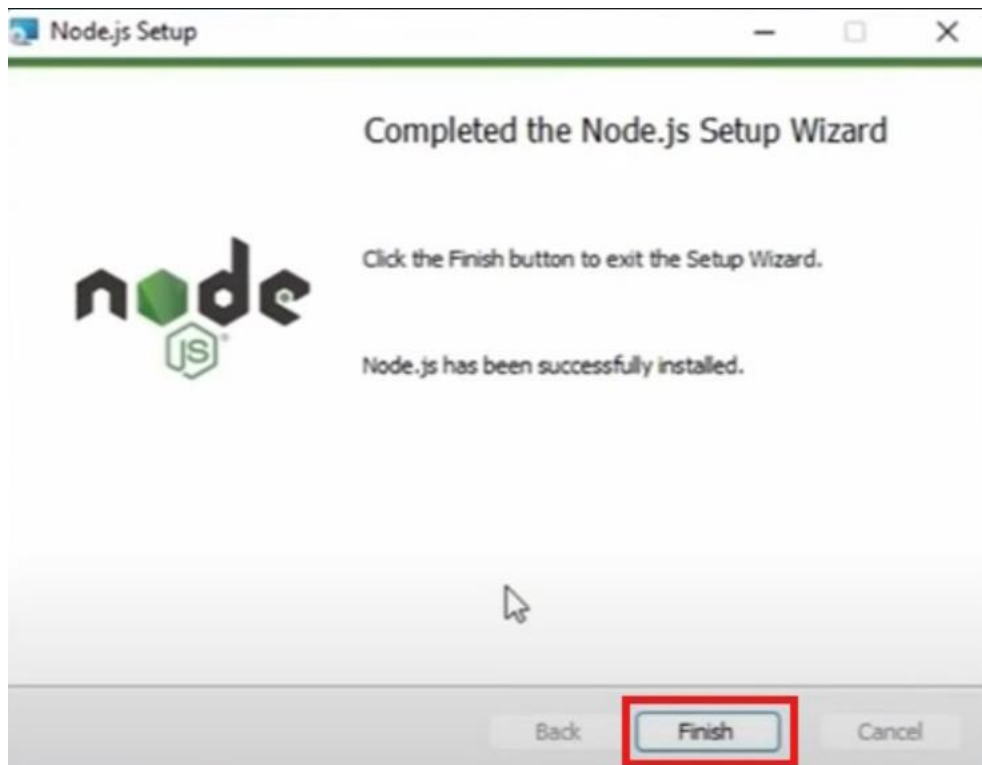 Node.js Setup
Completed the Node.js Setup Wizard
Click the Finish button to exit the Setup Wizard.
node
JS
Node.js has been successfully installed.
Back
Finish
Cancel